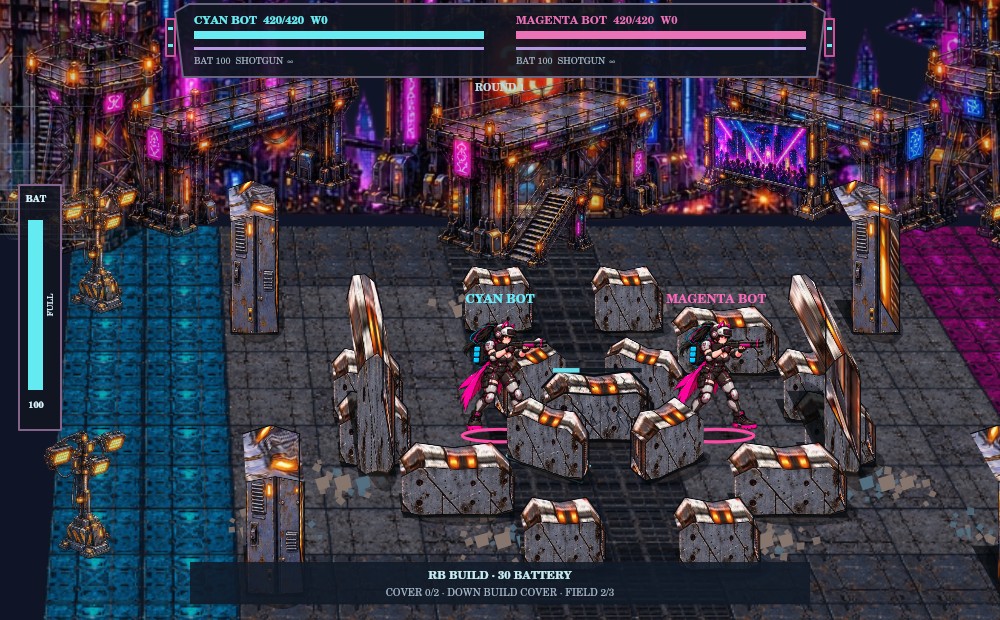 CYAN BOT 420/420 W0
MAGENTA BOT 420/420 W0
BAT 100 SHOTGUN ∞
BAT 100 SHOTGUN ∞
ROUND 1
BAT
FULL
100
CYAN BOT
MAGENTA BOT
RB BUILD · 30 BATTERY
COVER 0/2 · DOWN BUILD COVER · FIELD 2/3